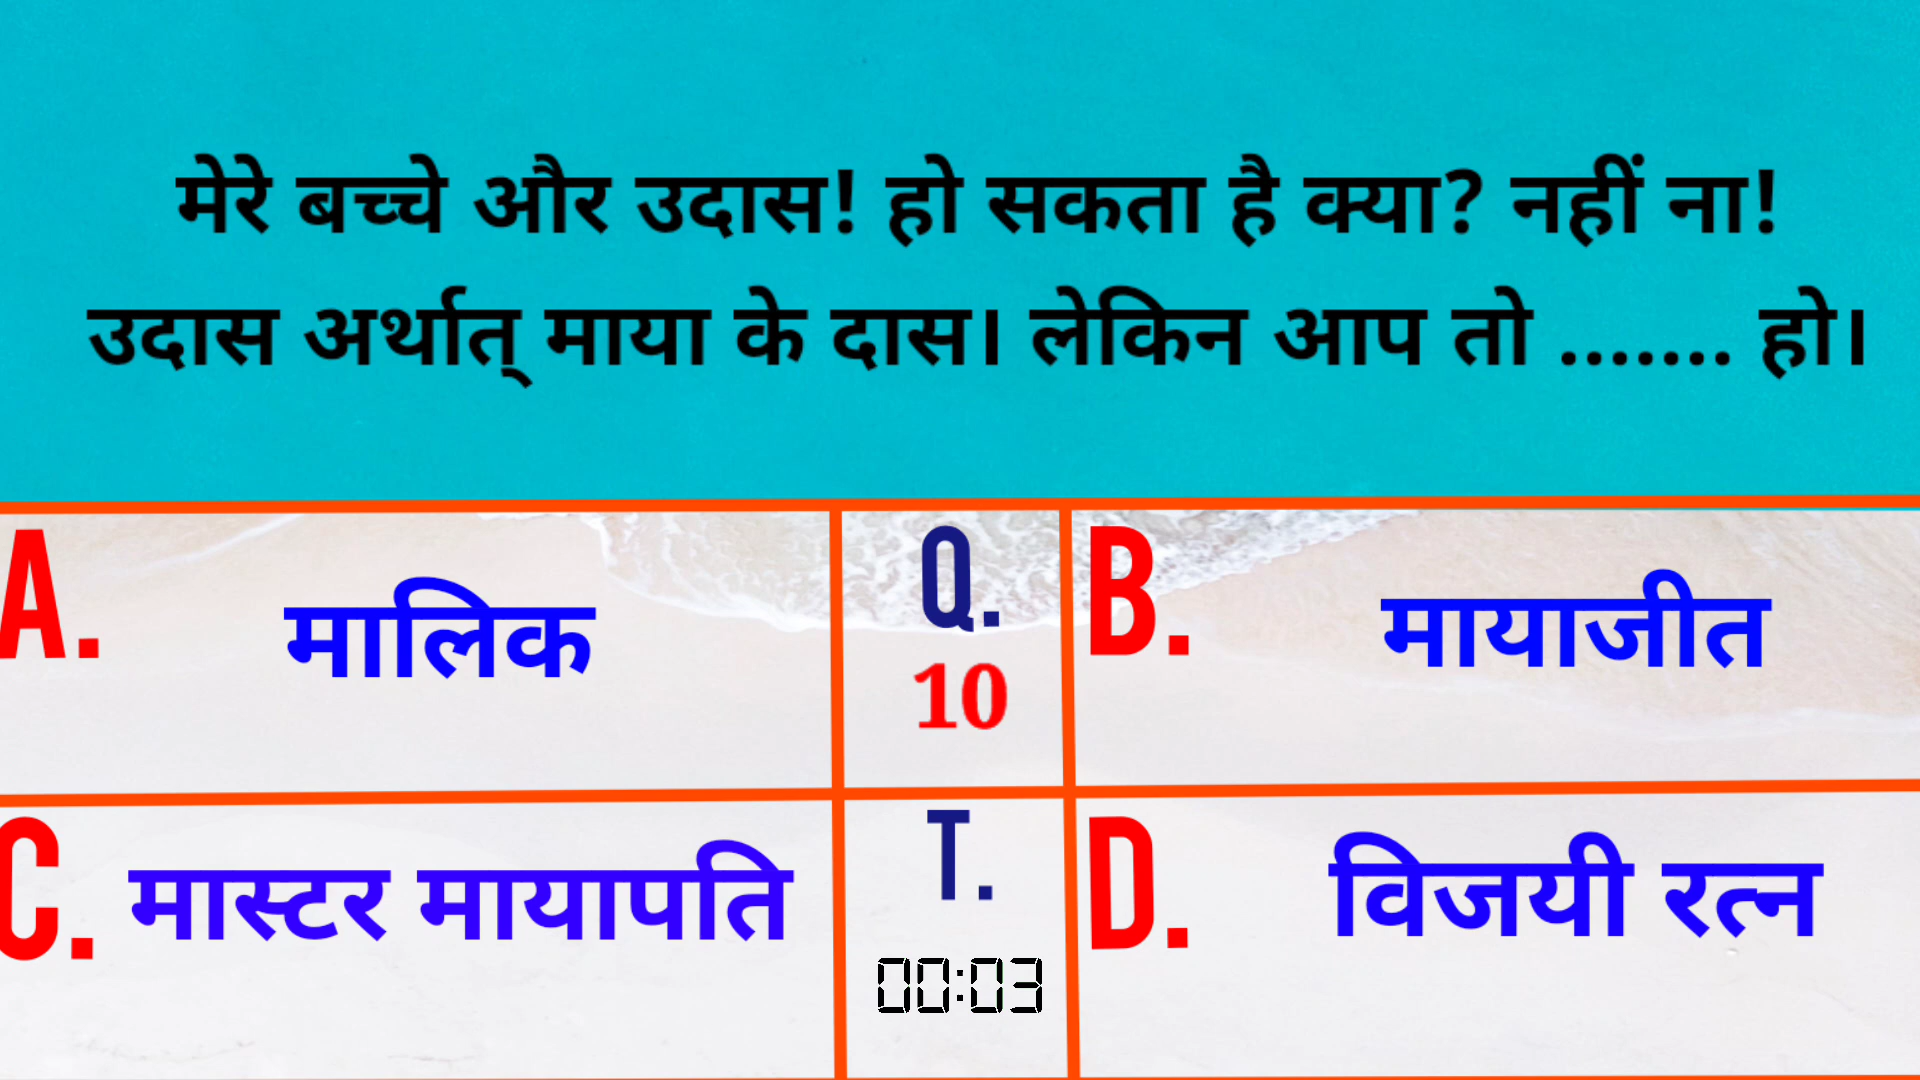 मेरे बच्चे और उदास! हो सकता है क्या? नहीं ना!
उदास अर्थात् माया के दास। लेकिन आप तो ....... हो।
A. मालिक
Q.
10
B. मायाजीत
C. मास्टर मायापति
T.
00:03
D. विजयी रत्न